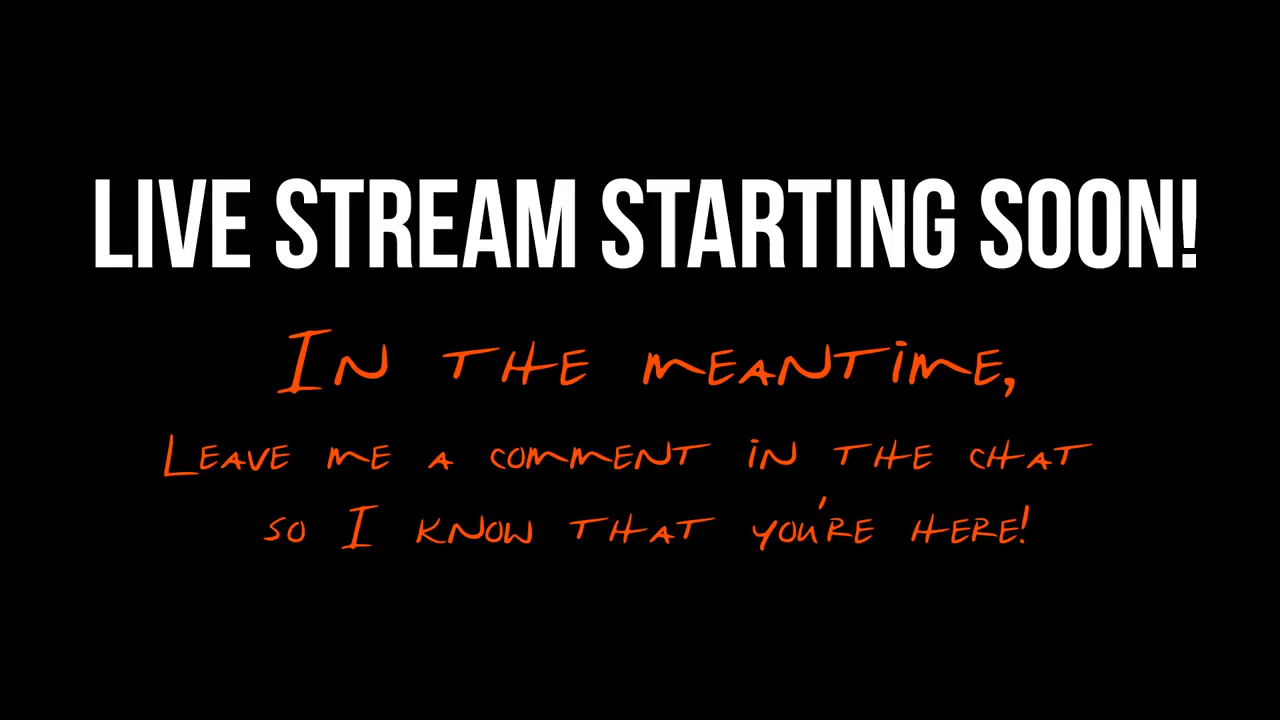 LIVE STREAM STARTING SOON!
In the meantime,
Leave me a comment in the chat
so I know that you're here!